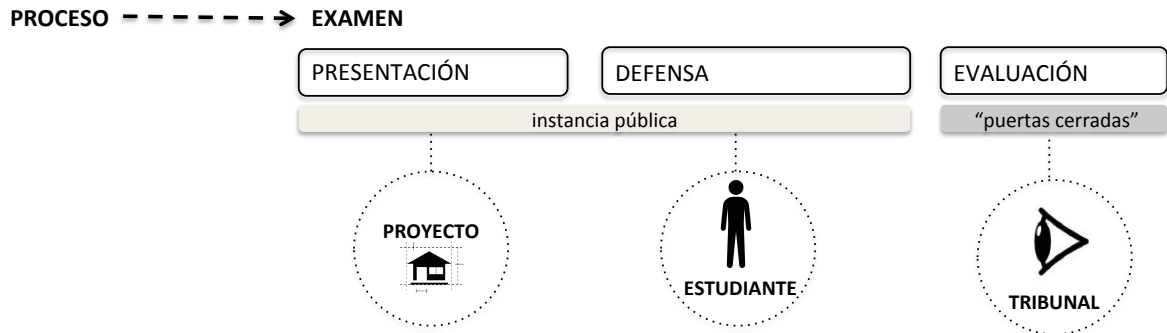 PROCESO EXAMEN
PRESENTACIÓN DEFENSA EVALUACIÓN
instancia pública “puertas cerradas”
PROYECTO
ESTUDIANTE
TRIBUNAL